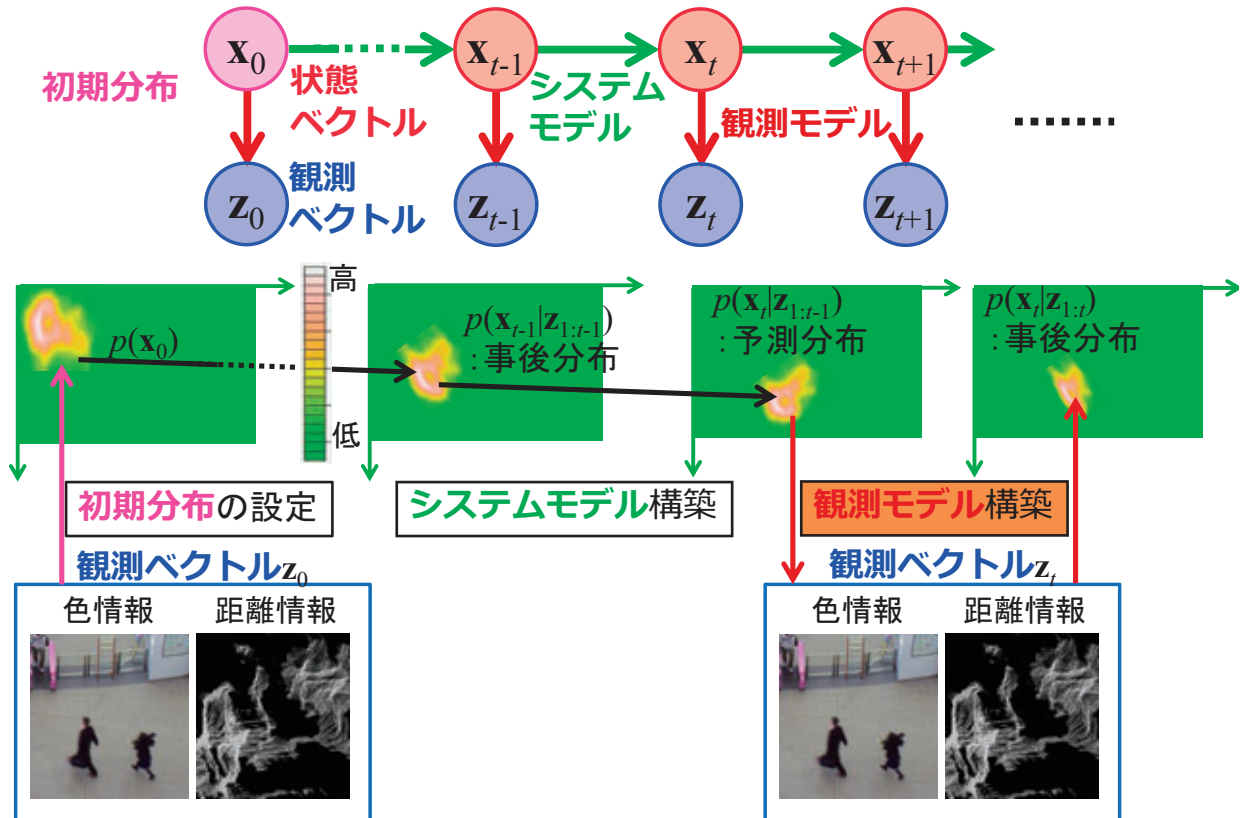 x0
xt-1
xt
xt+1
初期分布
状態
ベクトル
システム
モデル
観測モデル
........
z0
観測
ベクトル
zt-1
zt
zt+1
高
低
p(x0)
p(xt-1|z1:t-1)
:事後分布
p(xt|z1:t-1)
:予測分布
p(xt|z1:t)
:事後分布
初期分布の設定
システムモデル構築
観測モデル構築
観測ベクトルz0
色情報
距離情報
観測ベクトルzt
色情報
距離情報